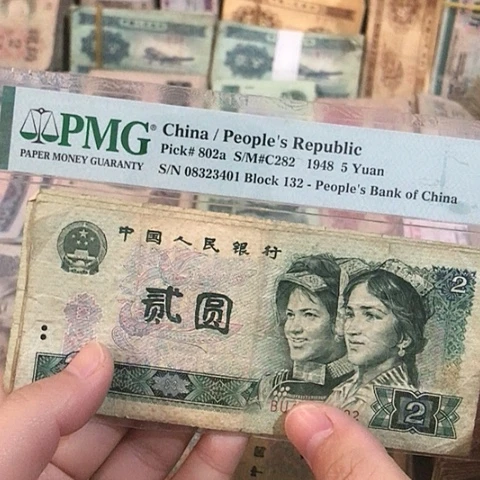 PMG® China / People's Republic
PAPER MONEY GUARANTY Pick# 802a S/M#C282 1948 5 Yuan
S/N 08323401 Block 132 - People's Bank of China
中国人民银行
2
贰圆
2